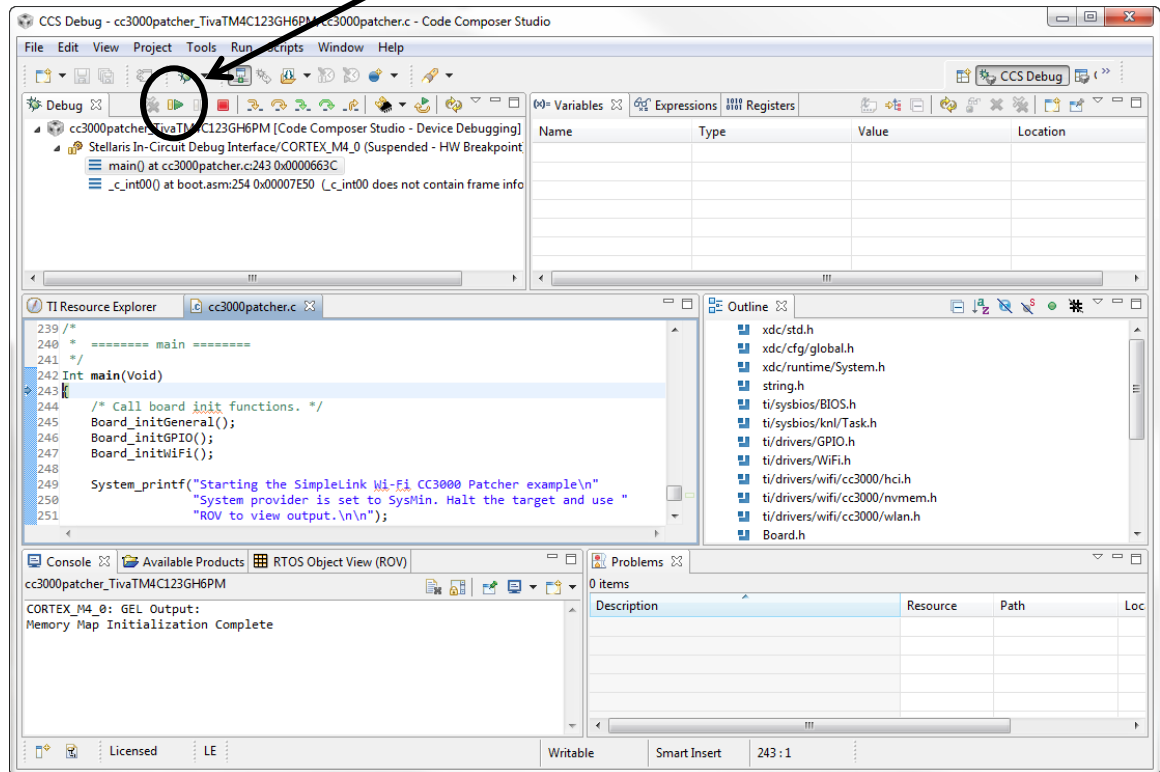 CCS Debug - cc3000patcher_TivaTM4C123GH6PM/cc3000patcher.c - Code Composer Studio
File Edit View Project Tools Run Scripts Window Help
CCS Debug
Debug
(x)= Variables Expressions Registers
cc3000patcher_TivaTM4C123GH6PM [Code Composer Studio - Device Debugging]
Stellaris In-Circuit Debug Interface/CORTEX_M4_0 (Suspended - HW Breakpoint
main() at cc3000patcher.c:243 0x0000663C
_c_int00() at boot.asm:254 0x00007E50 (_c_int00 does not contain frame info
Name Type Value Location
TI Resource Explorer cc3000patcher.c
239 /*
240 * ======== main ========
241 */
242 Int main(Void)
243 {
244 /* Call board init functions. */
245 Board_initGeneral();
246 Board_initGPIO();
247 Board_initWiFi();
248
249 System_printf("Starting the SimpleLink Wi-Fi CC3000 Patcher example\n"
250 "System provider is set to SysMin. Halt the target and use "
251 "ROV to view output.\n\n");
Outline
xdc/std.h
xdc/cfg/global.h
xdc/runtime/System.h
string.h
ti/sysbios/BIOS.h
ti/sysbios/knl/Task.h
ti/drivers/GPIO.h
ti/drivers/WiFi.h
ti/drivers/wifi/cc3000/hci.h
ti/drivers/wifi/cc3000/nvmem.h
ti/drivers/wifi/cc3000/wlan.h
Board.h
Console Available Products RTOS Object View (ROV)
cc3000patcher_TivaTM4C123GH6PM
CORTEX_M4_0: GEL Output:
Memory Map Initialization Complete
Problems
0 items
Description Resource Path Loc
Licensed LE Writable Smart Insert 243 : 1